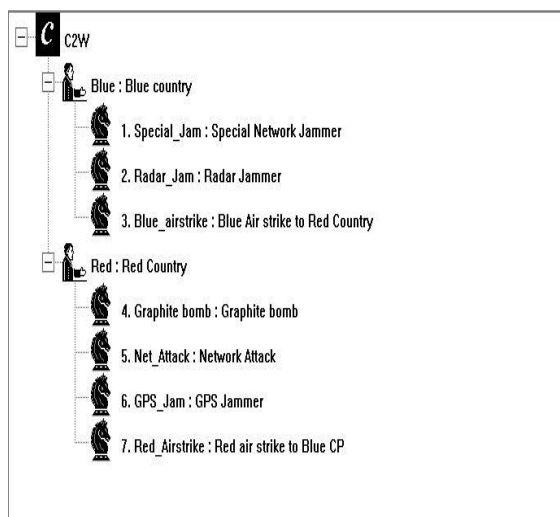 C C2W
Blue : Blue country
1. Special_Jam : Special Network Jammer
2. Radar_Jam : Radar Jammer
3. Blue_airstrike : Blue Air strike to Red Country
Red : Red Country
4. Graphite bomb : Graphite bomb
5. Net_Attack : Network Attack
6. GPS_Jam : GPS Jammer
7. Red_Airstrike : Red air strike to Blue CP